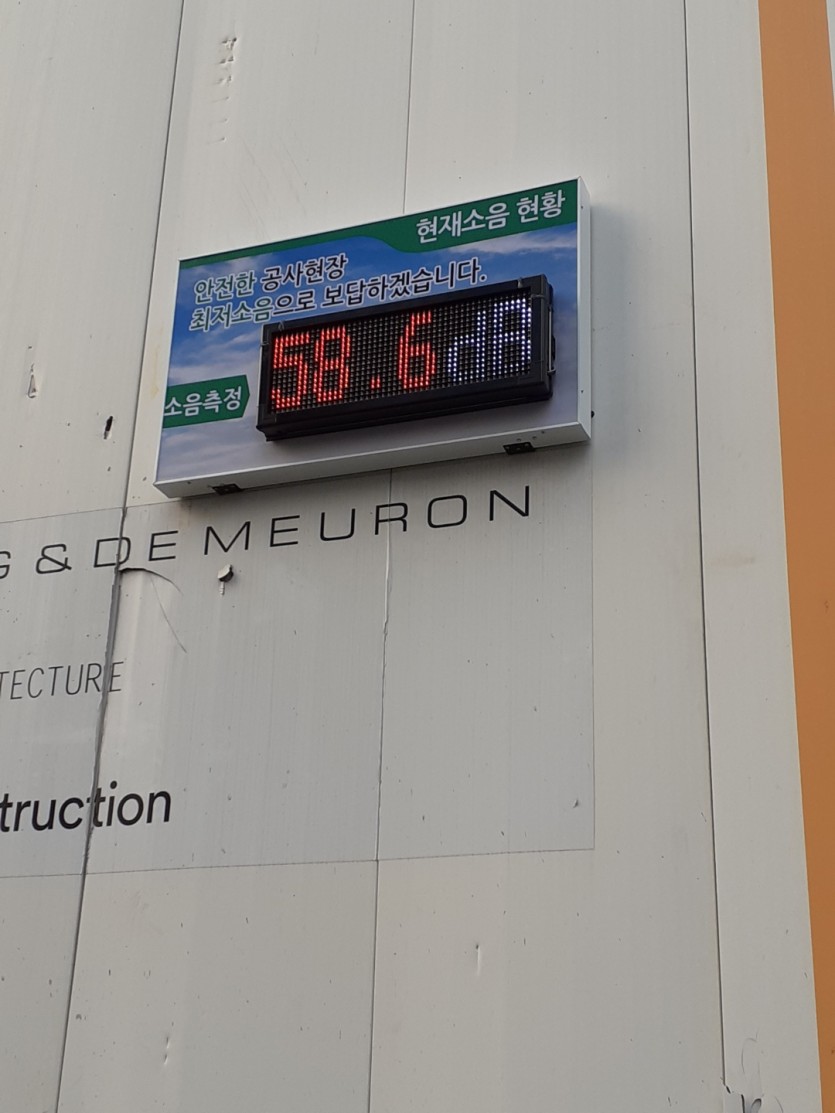 현재소음 현황
안전한 공사현장
최저소음으로 보답하겠습니다.
소음측정
58.6dB
G & DE MEURON
TECTURE
truction